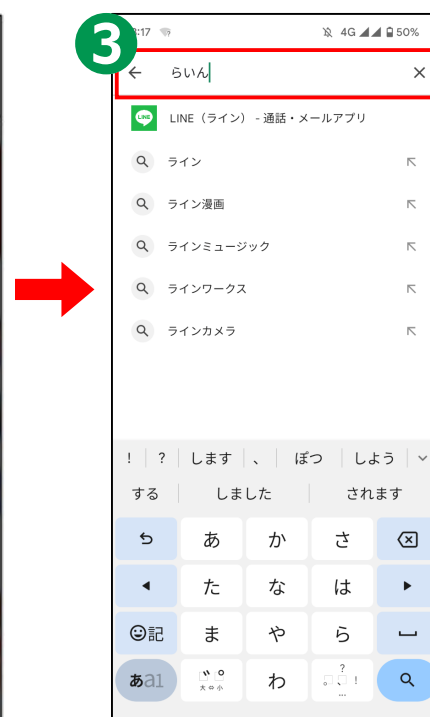 3
:17 4G 50%
らいん
LINE LINE（ライン） - 通話・メールアプリ
ライン
ライン漫画
ラインミュージック
ラインワークス
ラインカメラ
! ? します 、 ぽつ しよう
する しました されます
あ か さ
た な は
記 ま や ら
あa1 大⇔小 わ 、 ? ! …